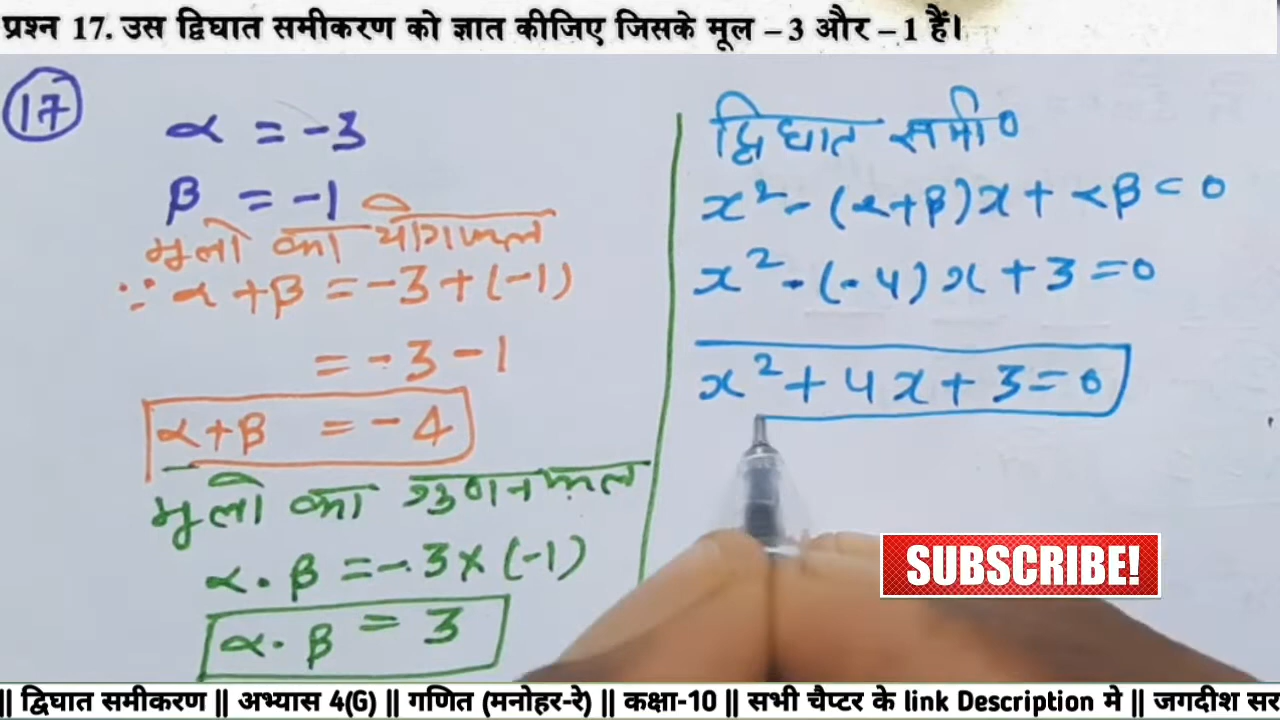 प्रश्न 17. उस द्विघात समीकरण को ज्ञात कीजिए जिसके मूल – 3 और – 1 हैं।
17
α = -3
β = -1
मूलो का योगफल
∵ α + β = -3 + (-1)
= -3 - 1
α + β = -4
मूलो का गुणनफल
α . β = -3 × (-1)
α . β = 3
द्विघात समी०
x² - (α+β)x + αβ = 0
x² - (-4)x + 3 = 0
x² + 4x + 3 = 0
SUBSCRIBE!
|| द्विघात समीकरण || अभ्यास 4(G) || गणित (मनोहर-रे) || कक्षा-10 || सभी चैप्टर के link Description मे || जगदीश सर